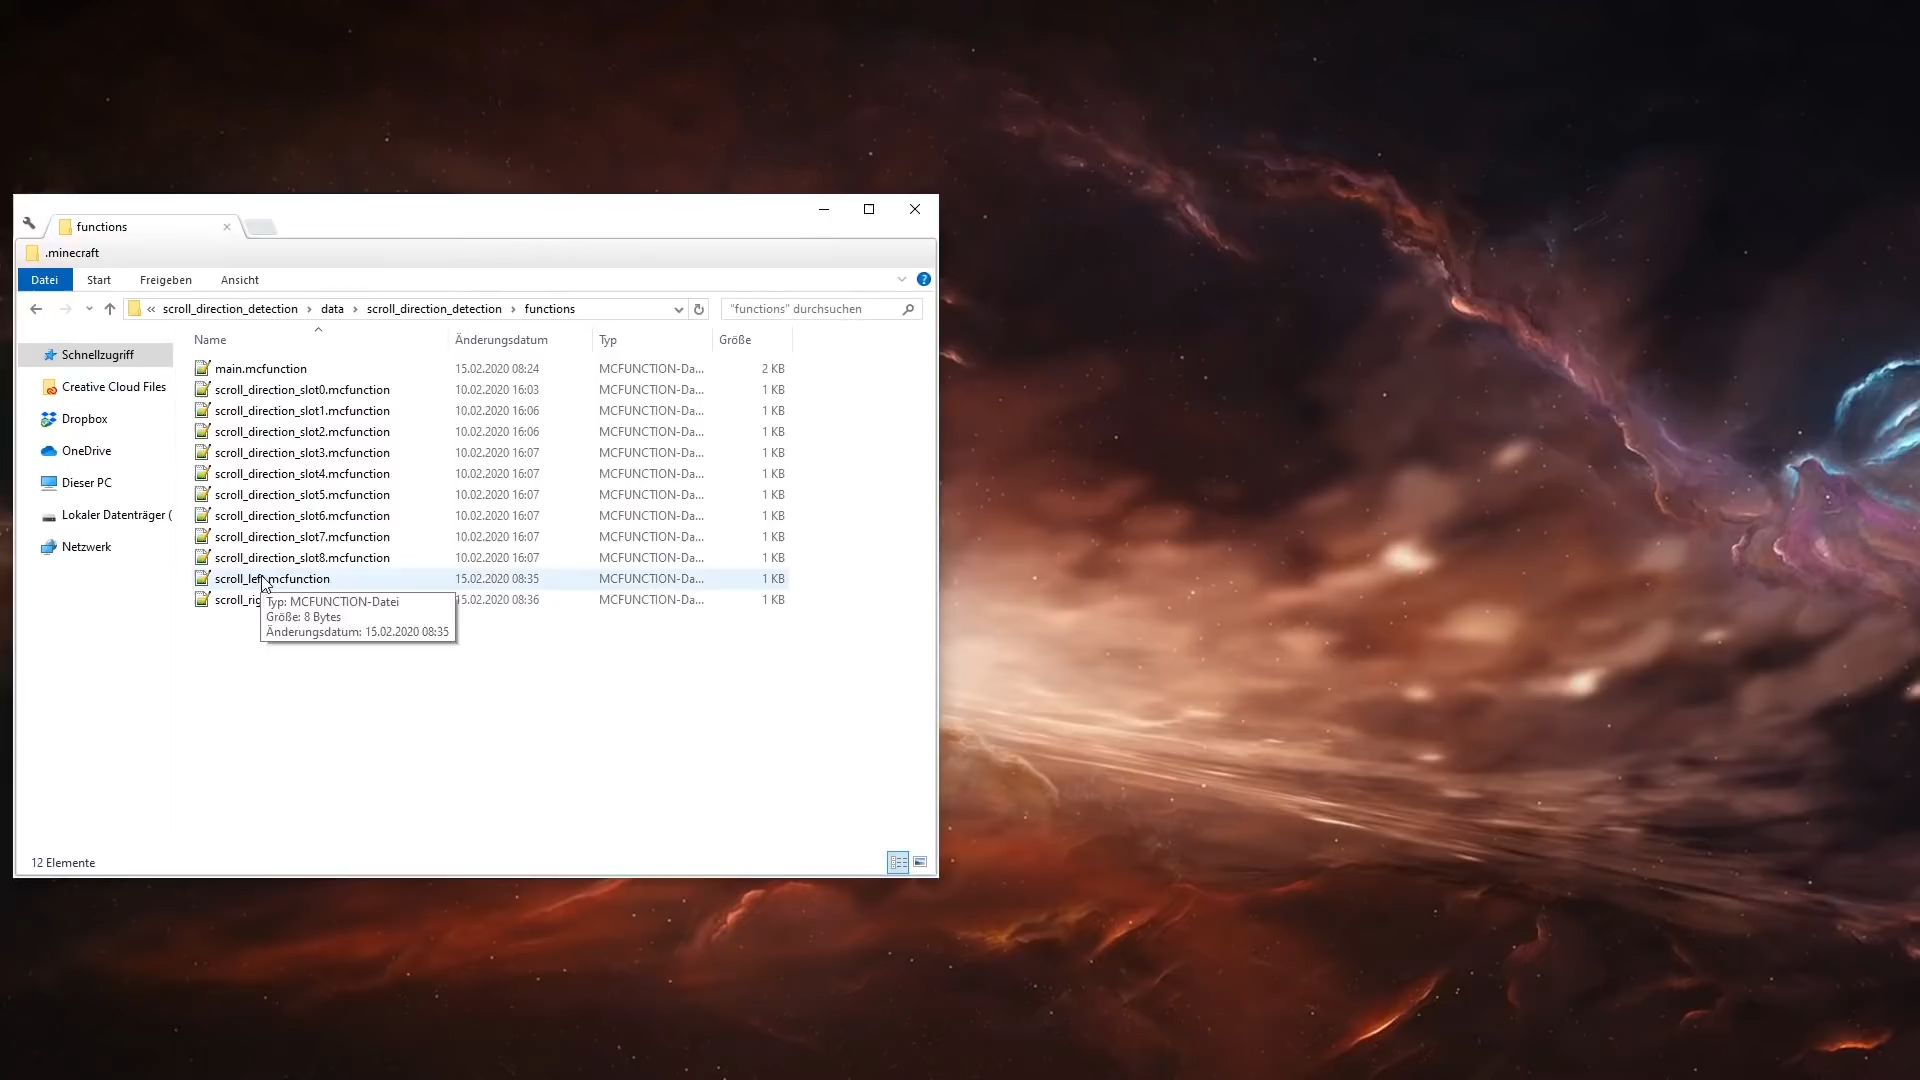 functions
.minecraft
Datei Start Freigeben Ansicht
« scroll_direction_detection › data › scroll_direction_detection › functions
"functions" durchsuchen
Name Änderungsdatum Typ Größe
Schnellzugriff
Creative Cloud Files
Dropbox
OneDrive
Dieser PC
Lokaler Datenträger (
Netzwerk
main.mcfunction 15.02.2020 08:24 MCFUNCTION-Da... 2 KB
scroll_direction_slot0.mcfunction 10.02.2020 16:03 MCFUNCTION-Da... 1 KB
scroll_direction_slot1.mcfunction 10.02.2020 16:06 MCFUNCTION-Da... 1 KB
scroll_direction_slot2.mcfunction 10.02.2020 16:06 MCFUNCTION-Da... 1 KB
scroll_direction_slot3.mcfunction 10.02.2020 16:07 MCFUNCTION-Da... 1 KB
scroll_direction_slot4.mcfunction 10.02.2020 16:07 MCFUNCTION-Da... 1 KB
scroll_direction_slot5.mcfunction 10.02.2020 16:07 MCFUNCTION-Da... 1 KB
scroll_direction_slot6.mcfunction 10.02.2020 16:07 MCFUNCTION-Da... 1 KB
scroll_direction_slot7.mcfunction 10.02.2020 16:07 MCFUNCTION-Da... 1 KB
scroll_direction_slot8.mcfunction 10.02.2020 16:07 MCFUNCTION-Da... 1 KB
scroll_left.mcfunction 15.02.2020 08:35 MCFUNCTION-Da... 1 KB
scroll_rig 15.02.2020 08:36 MCFUNCTION-Da... 1 KB
Typ: MCFUNCTION-Datei
Größe: 8 Bytes
Änderungsdatum: 15.02.2020 08:35
12 Elemente